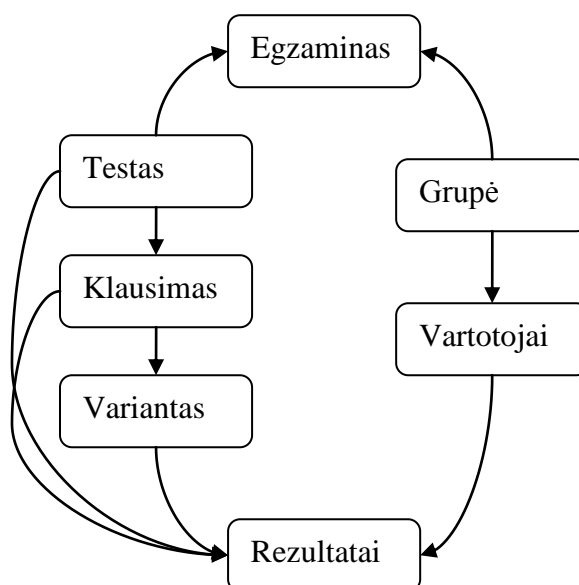 Egzaminas
Testas
Grupė
Klausimas
Vartotojai
Variantas
Rezultatai